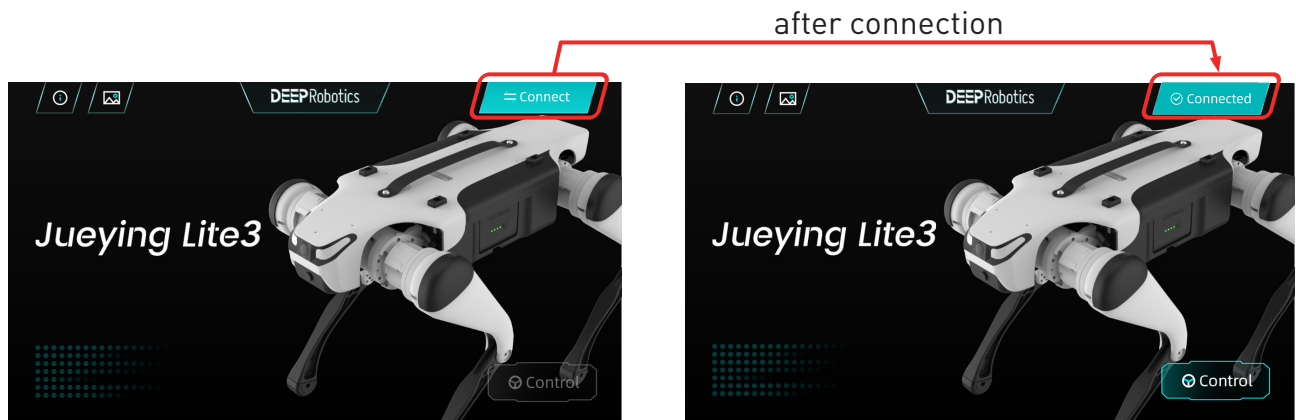 after connection
DEEPRobotics
Connect
Jueying Lite3
Control
DEEPRobotics
Connected
Jueying Lite3
Control